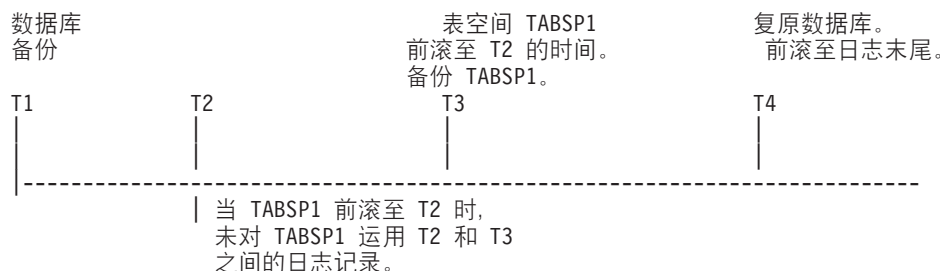 数据库 表空间 TABSP1 复原数据库。
备份 前滚至 T2 的时间。 前滚至日志末尾。
备份 TABSP1。
T1 T2 T3 T4
当 TABSP1 前滚至 T2 时,
未对 TABSP1 运用 T2 和 T3
之间的日志记录。